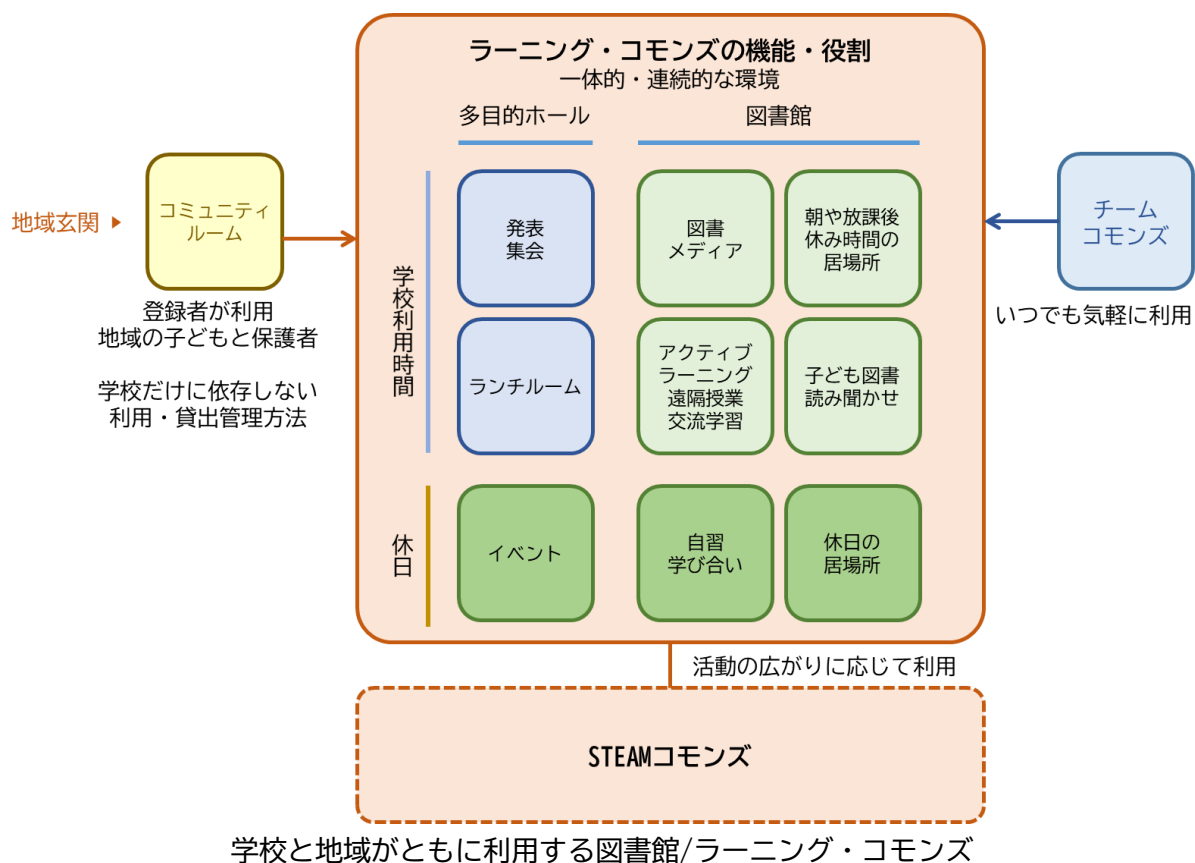 ラーニング・コモンズの機能・役割
一体的・連続的な環境
多目的ホール
図書館
地域玄関
コミュニティ
ルーム
登録者が利用
地域の子どもと保護者
学校だけに依存しない
利用・貸出管理方法
学校利用時間
発表
集会
図書
メディア
朝や放課後
休み時間の
居場所
ランチルーム
アクティブ
ラーニング
遠隔授業
交流学習
子ども図書
読み聞かせ
休日
イベント
自習
学び合い
休日の
居場所
チーム
コモンズ
いつでも気軽に利用
活動の広がりに応じて利用
STEAMコモンズ
学校と地域がともに利用する図書館/ラーニング・コモンズ